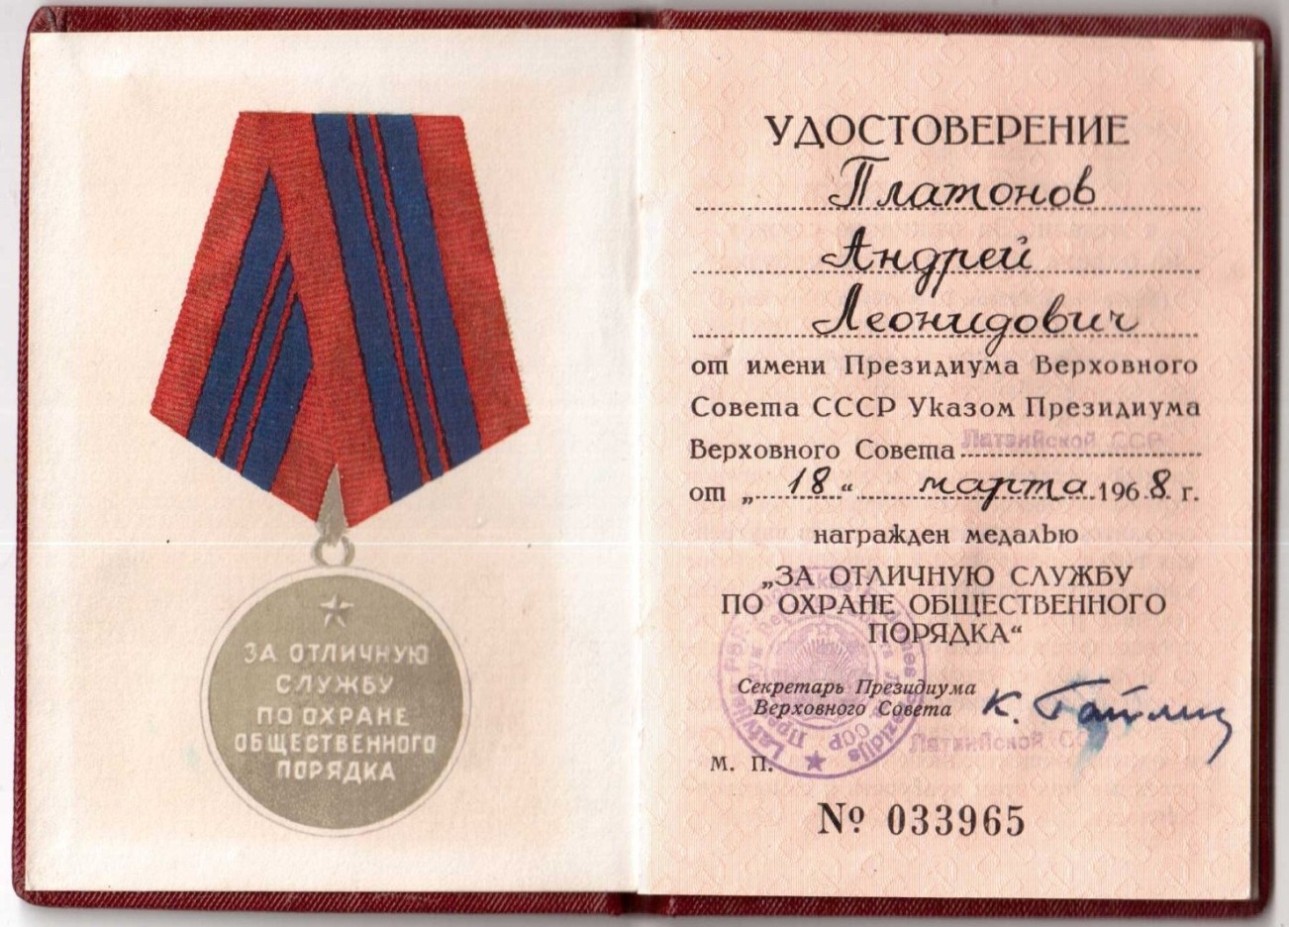 ЗА ОТЛИЧНУЮ
СЛУЖБУ
ПО ОХРАНЕ
ОБЩЕСТВЕННОГО
ПОРЯДКА
УДОСТОВЕРЕНИЕ
Платонов
Андрей
Леонидович
от имени Президиума Верховного
Совета СССР Указом Президиума
Верховного Совета Латвийской ССР
от „18“ марта 1968 г.
награжден медалью
„ЗА ОТЛИЧНУЮ СЛУЖБУ
ПО ОХРАНЕ ОБЩЕСТВЕННОГО
ПОРЯДКА“
Секретарь Президиума
Верховного Совета
Латвийской
М. П.
№ 033965